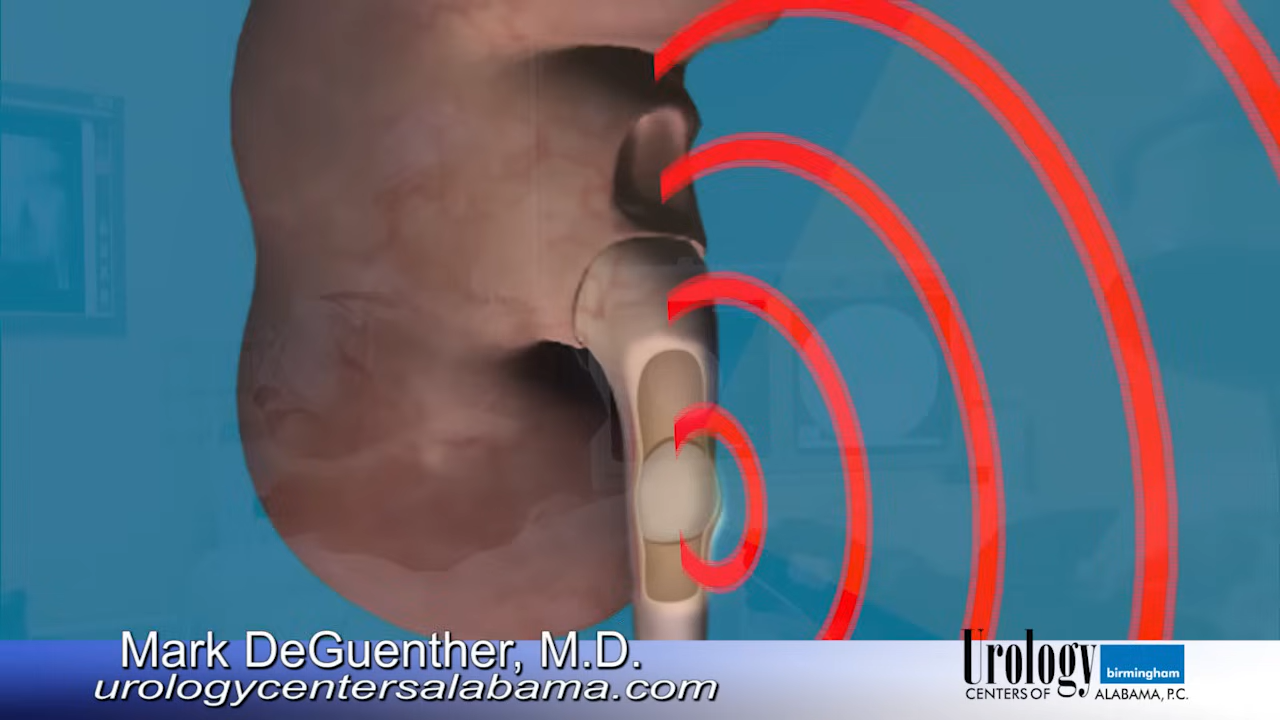 Mark DeGuenther, M.D.
urologycentersalabama.com
Urology
birmingham
CENTERS OF ALABAMA, P.C.